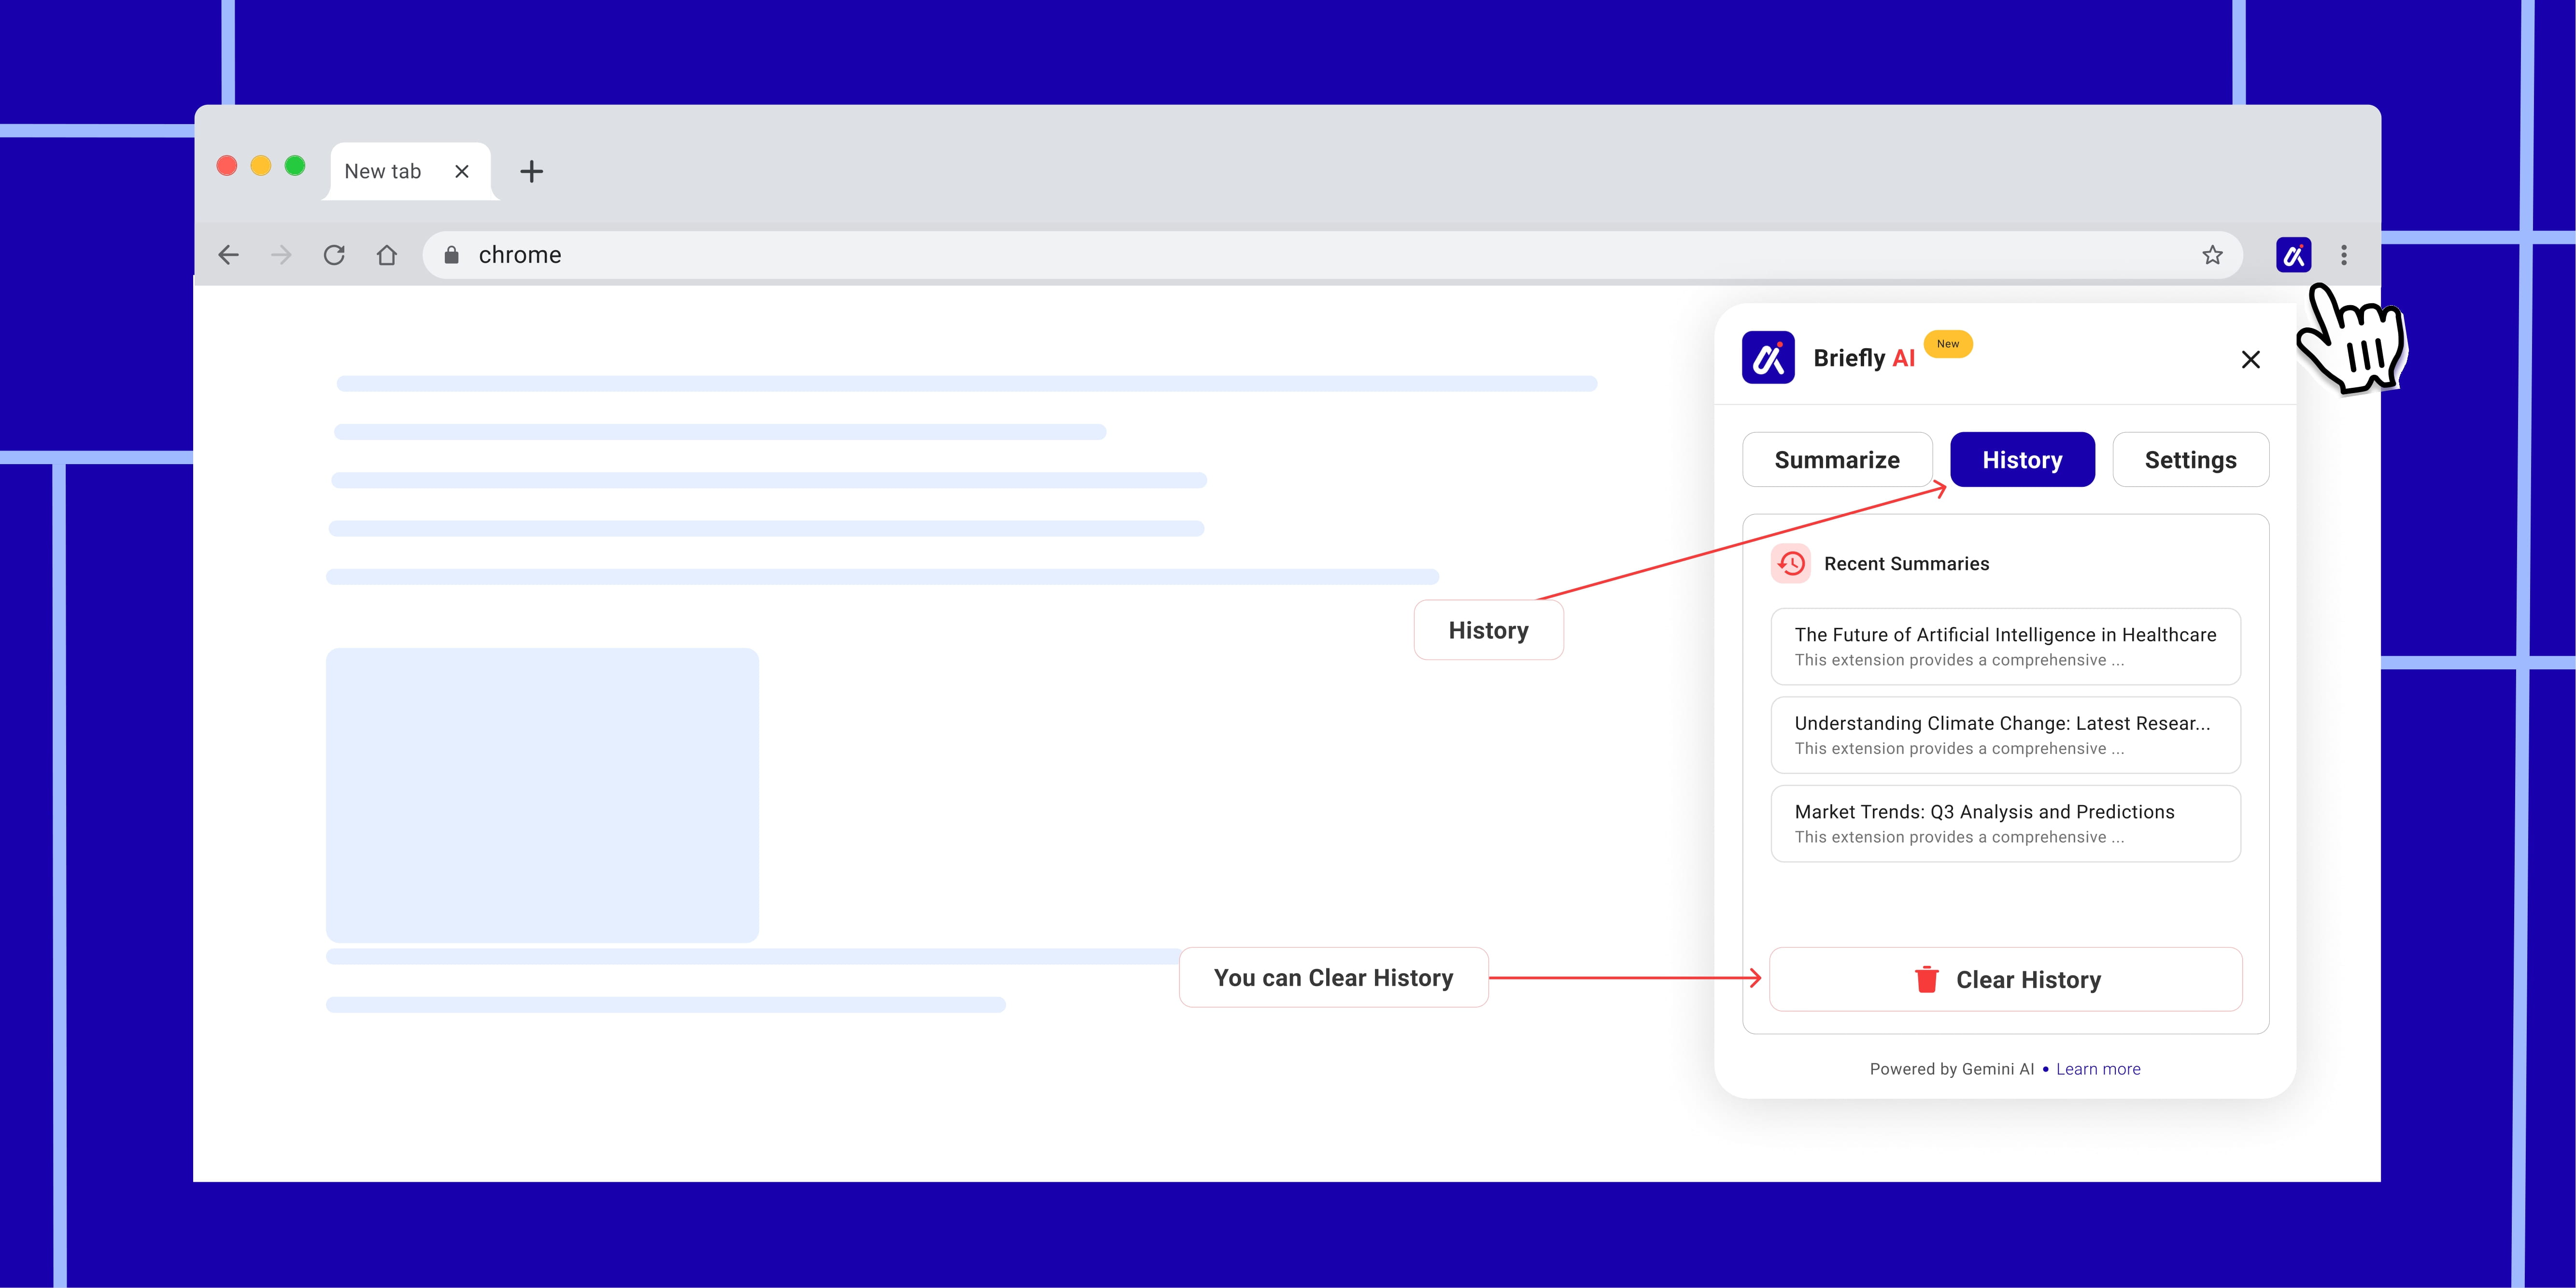 New tab
chrome
Briefly AI
New
Summarize
History
Settings
Recent Summaries
History
The Future of Artificial Intelligence in Healthcare
This extension provides a comprehensive ...
Understanding Climate Change: Latest Resear...
This extension provides a comprehensive ...
Market Trends: Q3 Analysis and Predictions
This extension provides a comprehensive ...
You can Clear History
Clear History
Powered by Gemini AI • Learn more